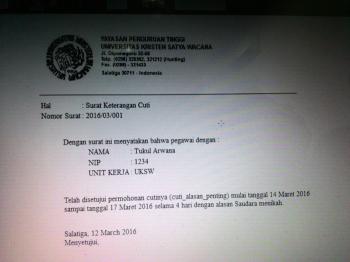 YAYASAN PERGURUAN TINGGI
UNIVERSITAS KRISTEN SATYA WACANA
Jl. Diponegoro 52-60
Telp. (0298) 326362, 321212 (Hunting)
Fax. (0298) - 321433
Salatiga 50711 - Indonesia
Hal : Surat Keterangan Cuti
Nomor Surat : 2016/03/001
Dengan surat ini menyatakan bahwa pegawai dengan :
NAMA : Tukul Arwana
NIP : 1234
UNIT KERJA : UKSW
Telah disetujui permohonan cutinya (cuti_alasan_penting) mulai tanggal 14 Maret 2016
sampai tanggal 17 Maret 2016 selama 4 hari dengan alasan Saudara menikah.
Salatiga, 12 March 2016
Menyetujui,